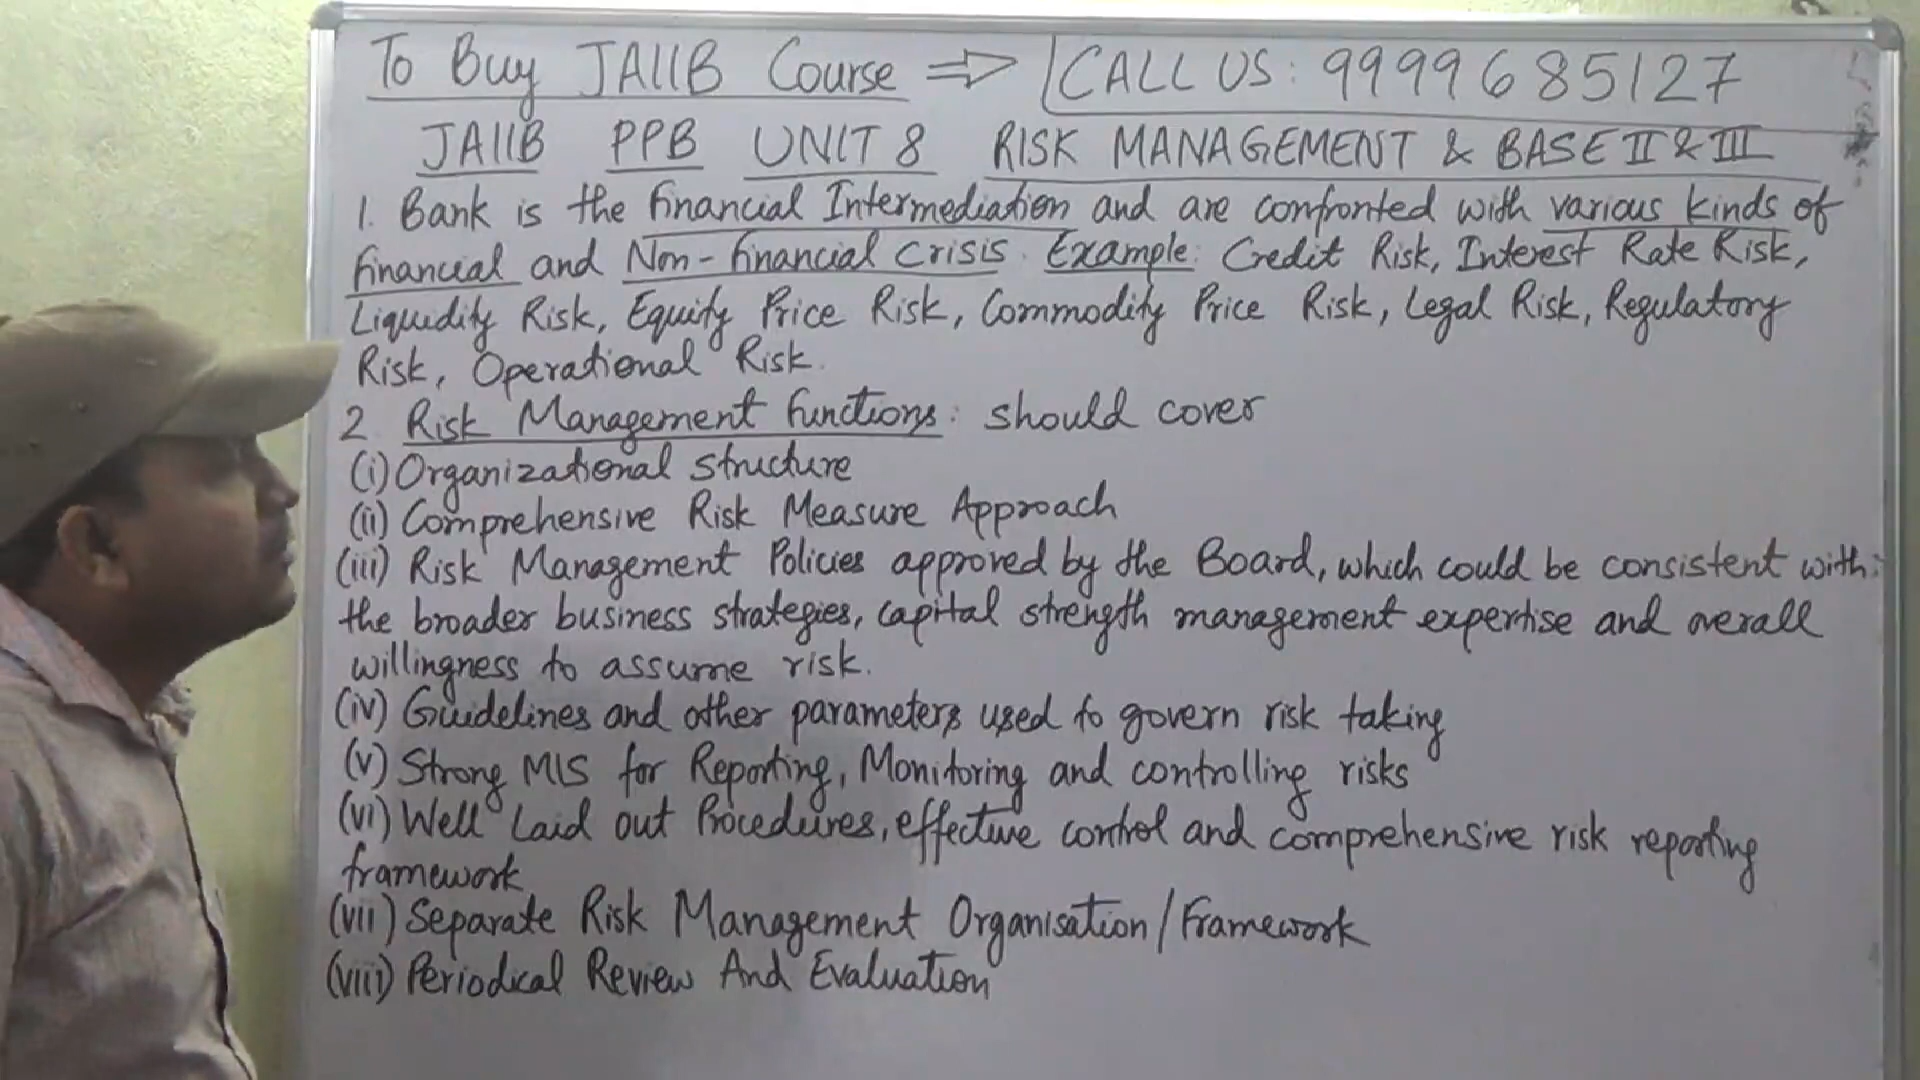 To Buy JAIIB Course ⇒ CALL US: 9999685127
JAIIB PPB UNIT 8 RISK MANAGEMENT & BASE II & III
1. Bank is the financial Intermediation and are confronted with various kinds of
financial and Non-financial crisis. Example: Credit Risk, Interest Rate Risk,
Liquidity Risk, Equity Price Risk, Commodity Price Risk, Legal Risk, Regulatory
Risk, Operational Risk.
2. Risk Management functions: should cover
(i) Organizational structure
(ii) Comprehensive Risk Measure Approach
(iii) Risk Management Policies approved by the Board, which could be consistent with:
the broader business strategies, capital strength management expertise and overall
willingness to assume risk.
(iv) Guidelines and other parameters used to govern risk taking
(v) Strong MIS for Reporting, Monitoring and controlling risks
(vi) Well Laid out Procedures, effective control and comprehensive risk reporting
framework
(vii) Separate Risk Management Organisation/Framework
(viii) Periodical Review And Evaluation